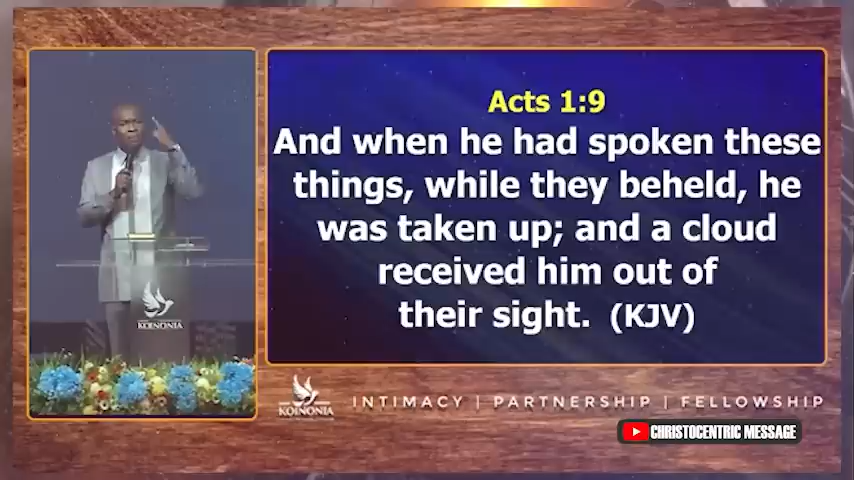 Acts 1:9
And when he had spoken these
things, while they beheld, he
was taken up; and a cloud
received him out of
their sight. (KJV)
KOINONIA
KOINONIA
INTIMACY | PARTNERSHIP | FELLOWSHIP
CHRISTOCENTRIC MESSAGE